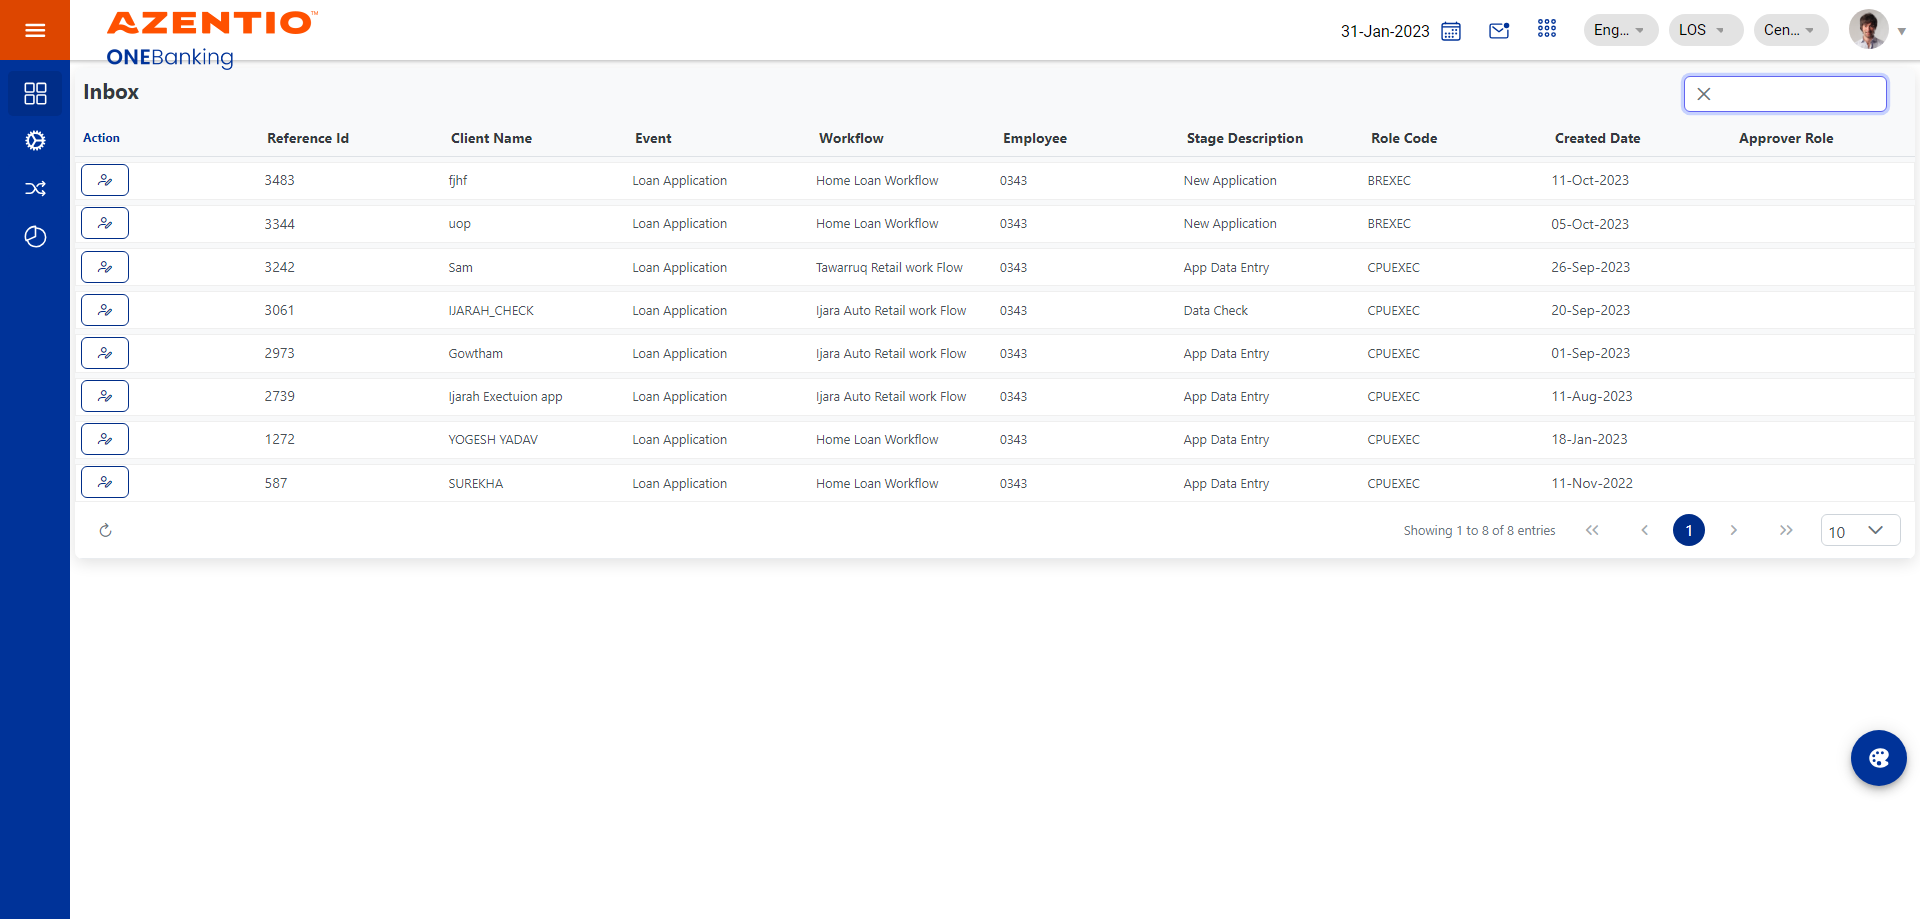 AZENTIO™
ONEBanking
31-Jan-2023 Eng... LOS Cen...
Inbox
Action Reference Id Client Name Event Workflow Employee Stage Description Role Code Created Date Approver Role
3483 fjhf Loan Application Home Loan Workflow 0343 New Application BREXEC 11-Oct-2023
3344 uop Loan Application Home Loan Workflow 0343 New Application BREXEC 05-Oct-2023
3242 Sam Loan Application Tawarruq Retail work Flow 0343 App Data Entry CPUEXEC 26-Sep-2023
3061 IJARAH_CHECK Loan Application Ijara Auto Retail work Flow 0343 Data Check CPUEXEC 20-Sep-2023
2973 Gowtham Loan Application Ijara Auto Retail work Flow 0343 App Data Entry CPUEXEC 01-Sep-2023
2739 Ijarah Exectuion app Loan Application Ijara Auto Retail work Flow 0343 App Data Entry CPUEXEC 11-Aug-2023
1272 YOGESH YADAV Loan Application Home Loan Workflow 0343 App Data Entry CPUEXEC 18-Jan-2023
587 SUREKHA Loan Application Home Loan Workflow 0343 App Data Entry CPUEXEC 11-Nov-2022
Showing 1 to 8 of 8 entries 1 10